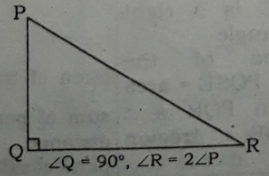 P
Q
R
∠Q = 90°, ∠R = 2∠P.